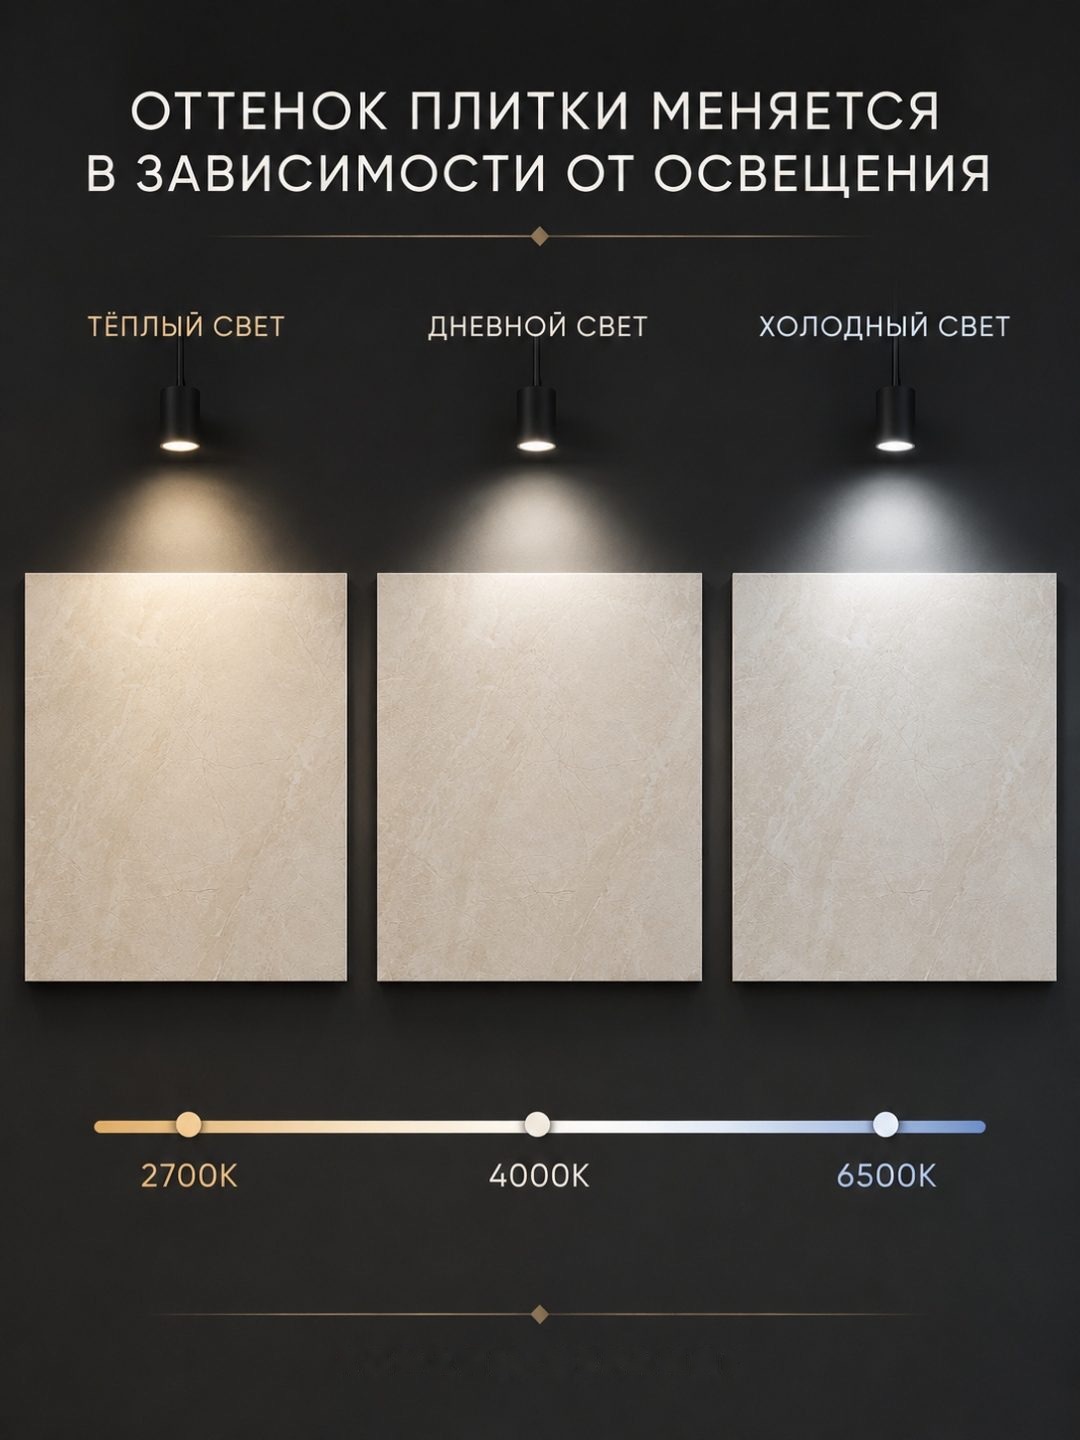 ОТТЕНОК ПЛИТКИ МЕНЯЕТСЯ
В ЗАВИСИМОСТИ ОТ ОСВЕЩЕНИЯ
ТЁПЛЫЙ СВЕТ
ДНЕВНОЙ СВЕТ
ХОЛОДНЫЙ СВЕТ
2700K
4000K
6500K